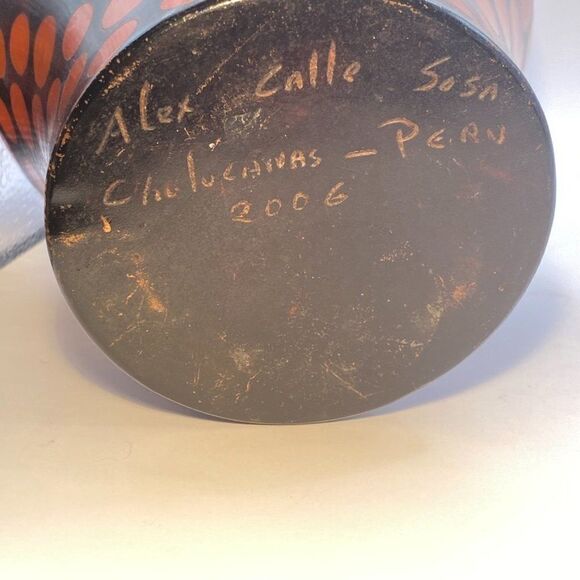 Alex Calle Sosa
Chulucanas - PERU
2006